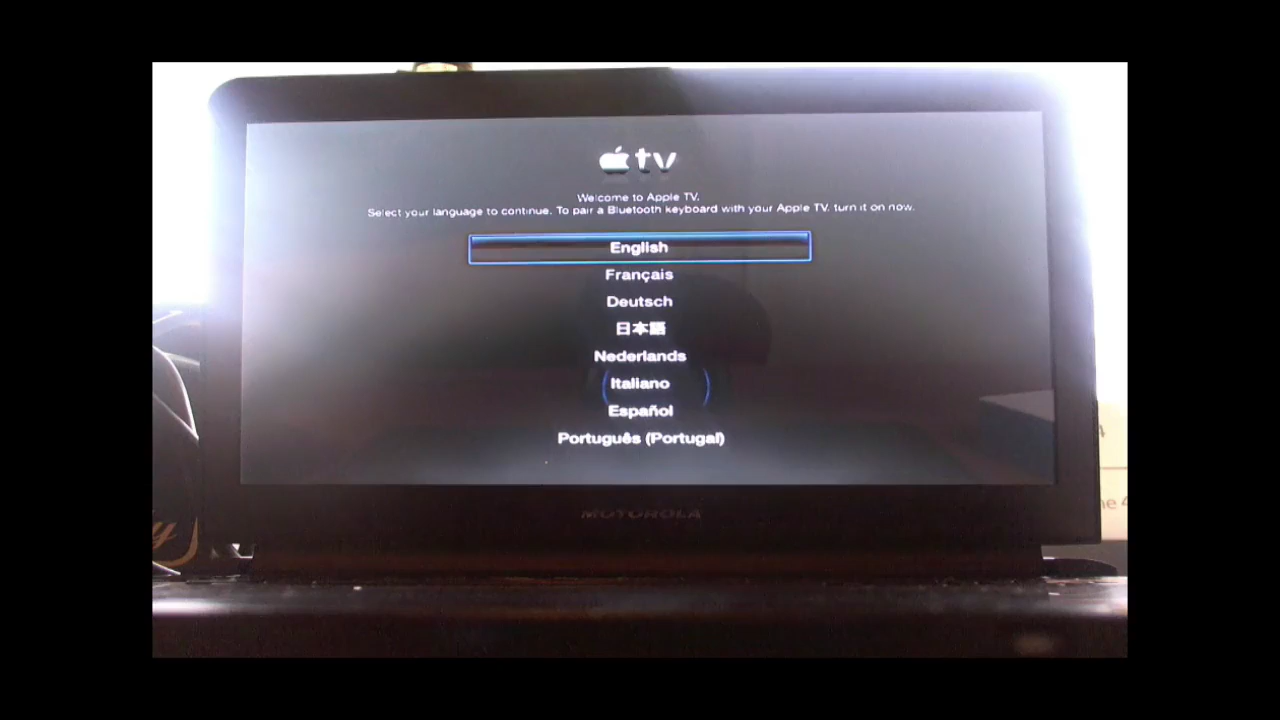 tv
Welcome to Apple TV.
Select your language to continue. To pair a Bluetooth keyboard with your Apple TV, turn it on now.
English
Français
Deutsch
日本語
Nederlands
Italiano
Español
Português (Portugal)
MOTOROLA